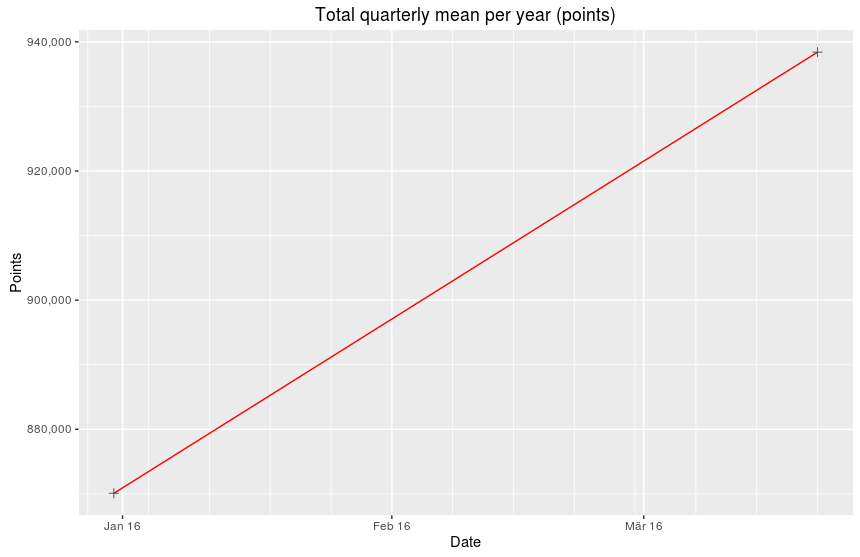 Total quarterly mean per year (points)
940,000
920,000
900,000
880,000
Points
Jan 16
Feb 16
Mär 16
Date